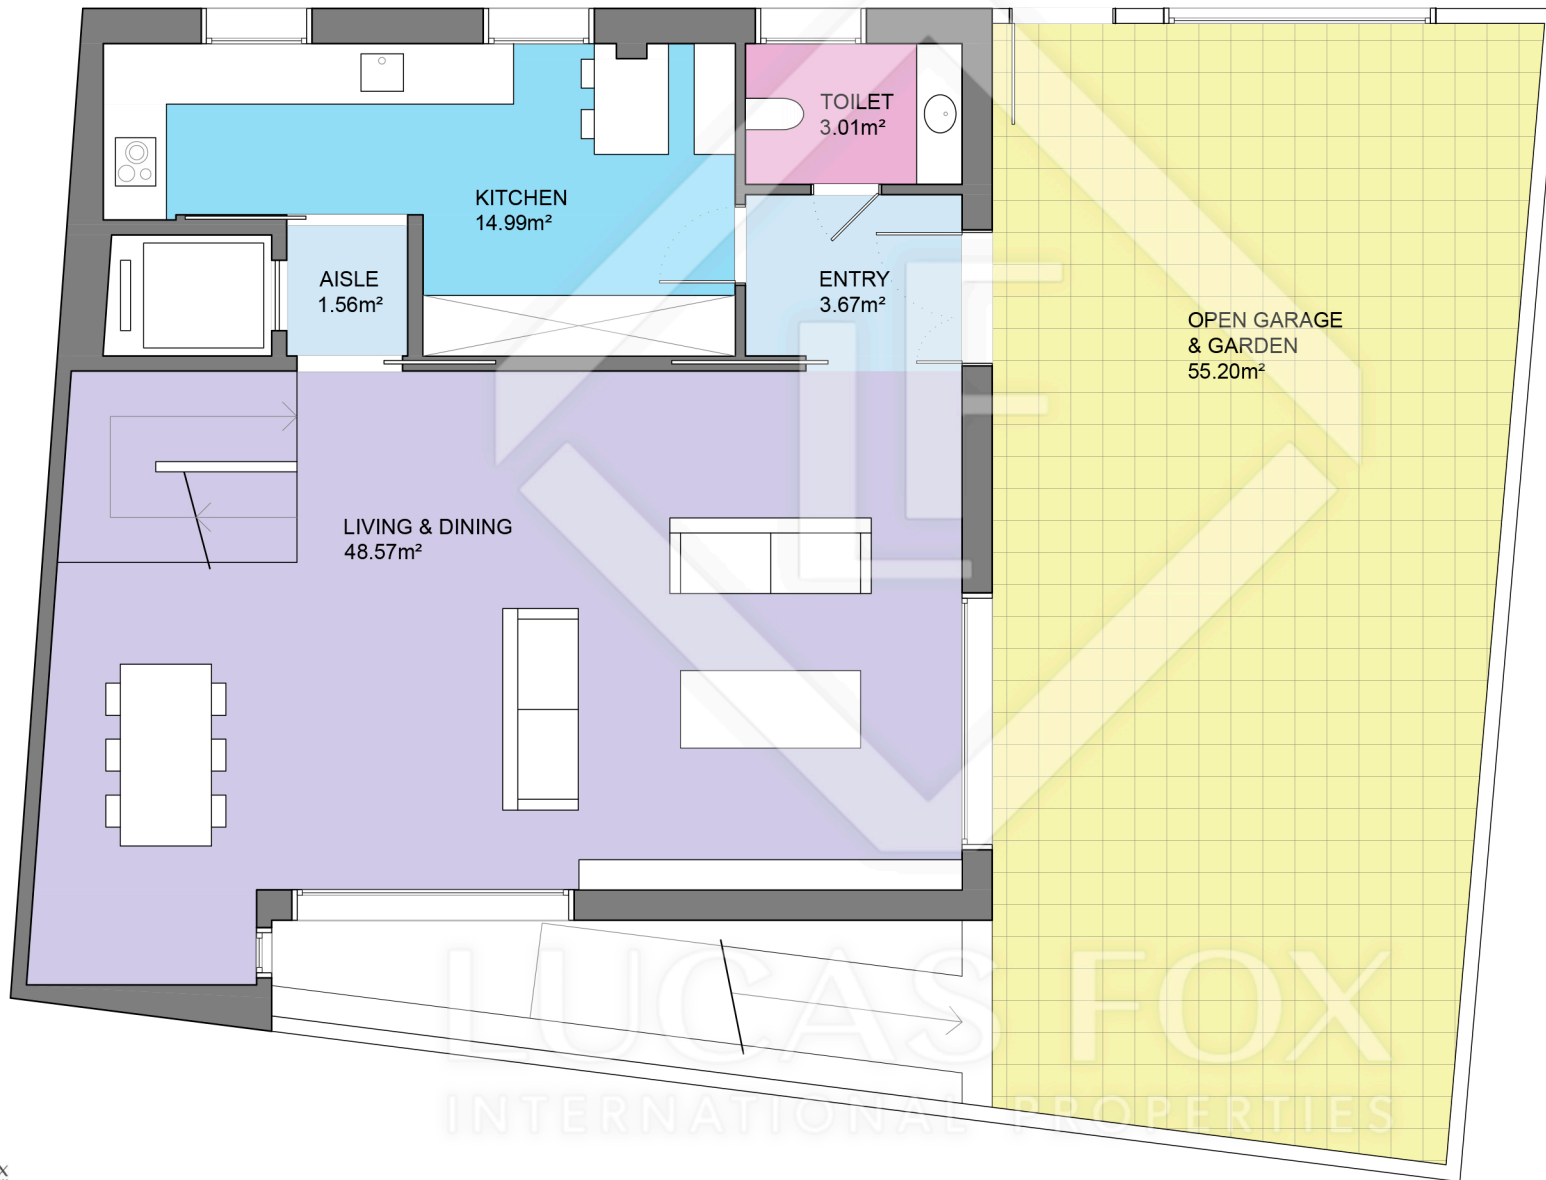 TOILET
3.01m²
KITCHEN
14.99m²
AISLE
1.56m²
ENTRY
3.67m²
OPEN GARAGE
& GARDEN
55.20m²
LIVING & DINING
48.57m²
LUCAS FOX
INTERNATIONAL PROPERTIES
X